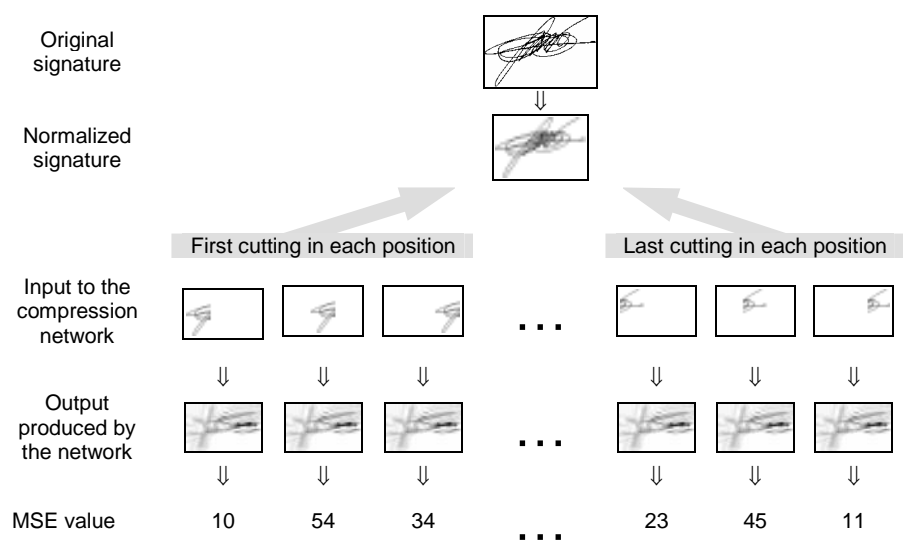 Original
signature
Normalized
signature
First cutting in each position
Last cutting in each position
Input to the
compression
network
...
Output
produced by
the network
...
MSE value 10 54 34 ... 23 45 11